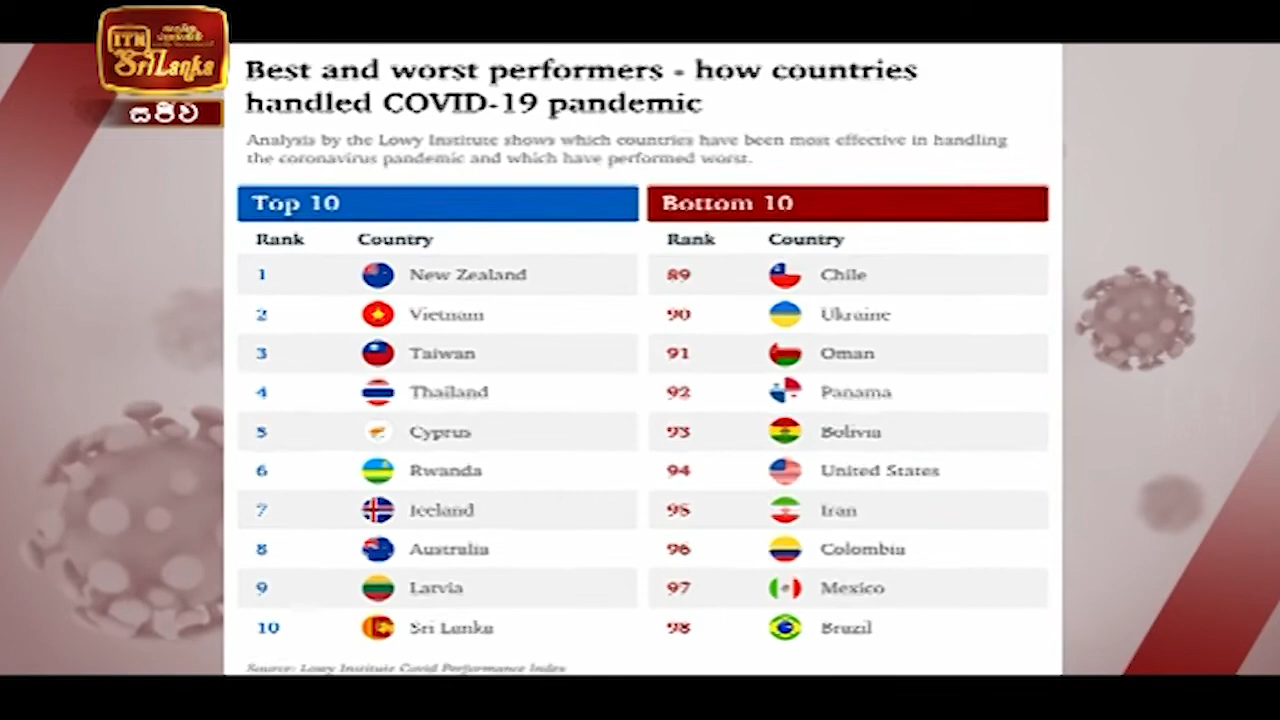 ITN
Sri Lanka
සජීව
Best and worst performers - how countries
handled COVID-19 pandemic
Analysis by the Lowy Institute shows which countries have been most effective in handling
the coronavirus pandemic and which have performed worst.
Top 10
Bottom 10
Rank Country
Rank Country
1 New Zealand
89 Chile
2 Vietnam
90 Ukraine
3 Taiwan
91 Oman
4 Thailand
92 Panama
5 Cyprus
93 Bolivia
6 Rwanda
94 United States
7 Iceland
95 Iran
8 Australia
96 Colombia
9 Latvia
97 Mexico
10 Sri Lanka
98 Brazil
Source: Lowy Institute Covid Performance Index